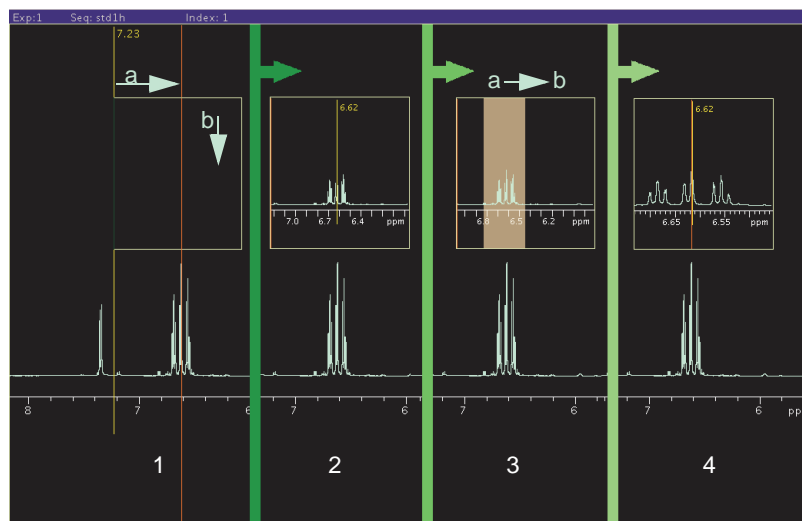 Exp:1 Seq: std1h Index: 1
7.23
a
b
8 7 6
1
6.62
7.0 6.7 6.4 ppm
7 6
2
a b
6.8 6.5 6.2 ppm
7 6
3
6.62
6.65 6.55
7 6 pp
4